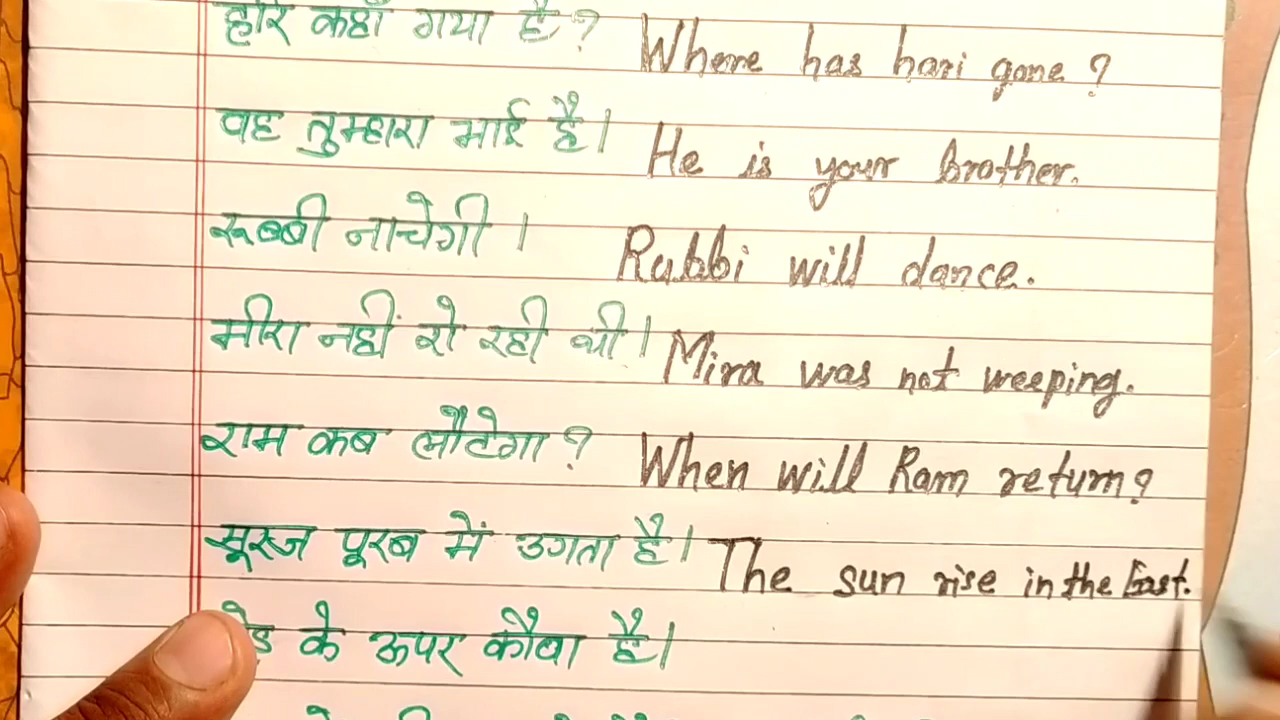 हरि कहाँ गया है? Where has hari gone?
वह तुम्हारा भाई है। He is your brother.
रूब्बी नाचेगी। Rubbi will dance.
मीरा नहीं रो रही थी। Mira was not weeping.
राम कब लौटेगा? When will Ram return?
सूरज पूरब में उगता है। The sun rise in the East.
के ऊपर कौवा है।